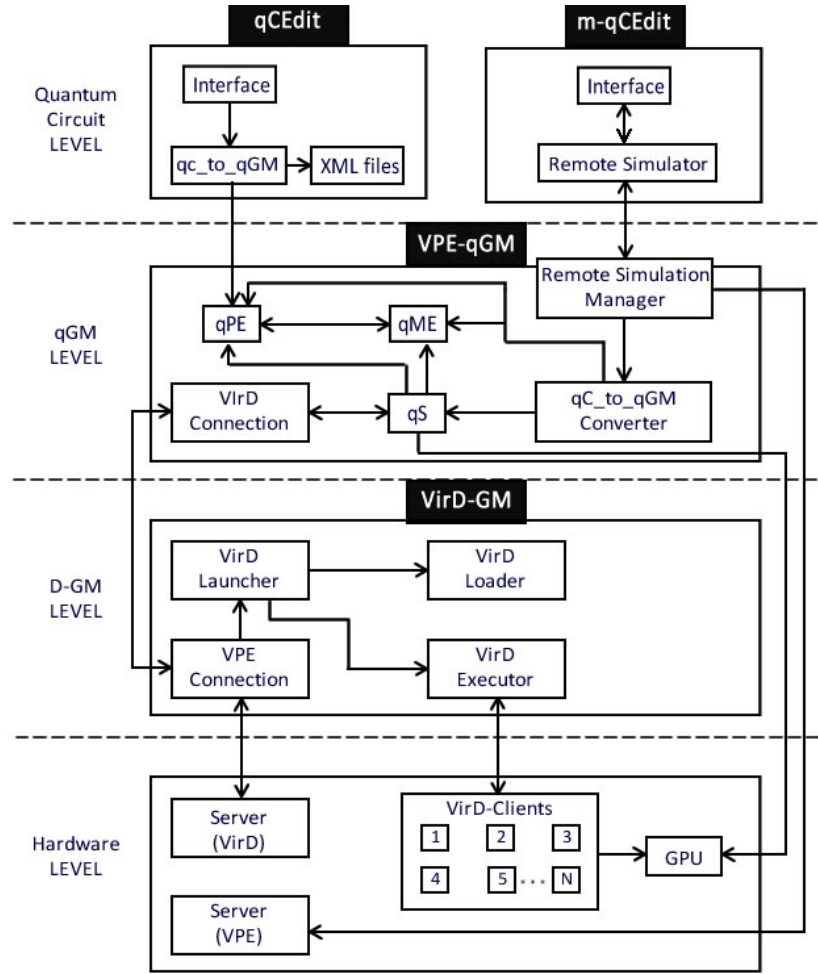 qCEdit
m-qCEdit
Quantum
Circuit
LEVEL
Interface
qc_to_qGM
XML files
Interface
Remote Simulator
VPE-qGM
qGM
LEVEL
Remote Simulation
Manager
qPE
qME
VIrD
Connection
qS
qC_to_qGM
Converter
VirD-GM
D-GM
LEVEL
VirD
Launcher
VirD
Loader
VPE
Connection
VirD
Executor
Hardware
LEVEL
Server
(VirD)
VirD-Clients
1 2 3
4 5 ... N
GPU
Server
(VPE)